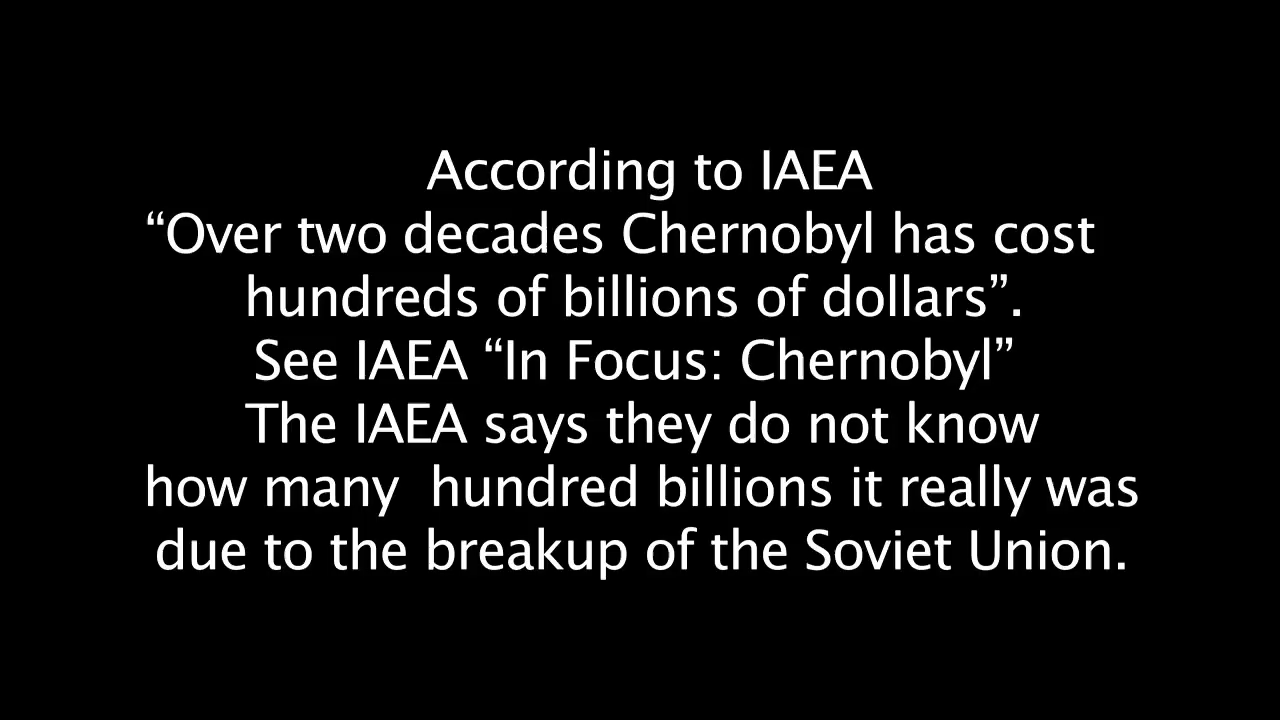 According to IAEA
“Over two decades Chernobyl has cost
hundreds of billions of dollars”.
See IAEA “In Focus: Chernobyl”
The IAEA says they do not know
how many  hundred billions it really was
due to the breakup of the Soviet Union.